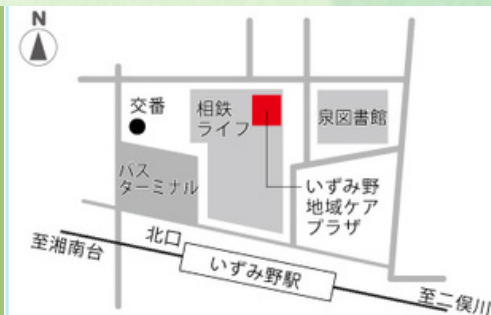 N
交番
相鉄
ライフ
泉図書館
バス
ターミナル
いずみ野
地域ケア
プラザ
北口
至湘南台
いずみ野駅
至二俣川